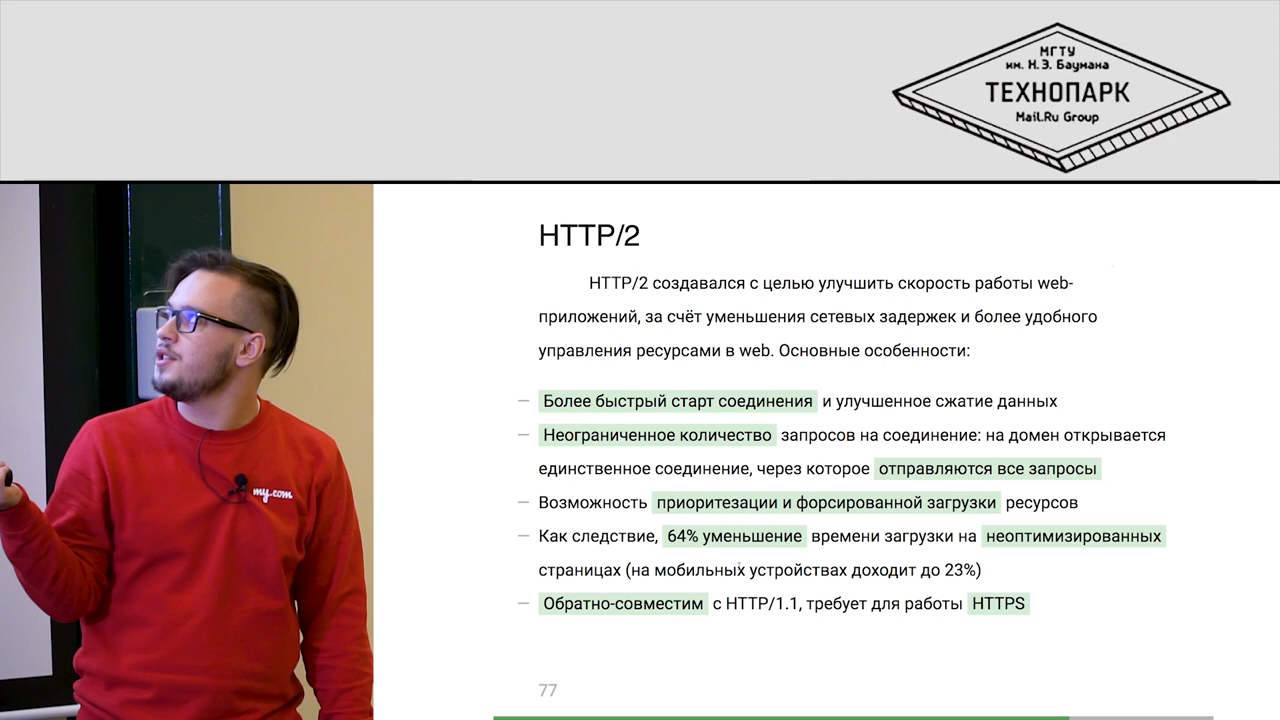 МГТУ
им. Н.Э. Баумана
ТЕХНОПАРК
Mail.Ru Group
HTTP/2
HTTP/2 создавался с целью улучшить скорость работы web-
приложений, за счёт уменьшения сетевых задержек и более удобного
управления ресурсами в web. Основные особенности:
— Более быстрый старт соединения и улучшенное сжатие данных
— Неограниченное количество запросов на соединение: на домен открывается
единственное соединение, через которое отправляются все запросы
— Возможность приоритезации и форсированной загрузки ресурсов
— Как следствие, 64% уменьшение времени загрузки на неоптимизированных
страницах (на мобильных устройствах доходит до 23%)
— Обратно-совместим с HTTP/1.1, требует для работы HTTPS
my.com
77